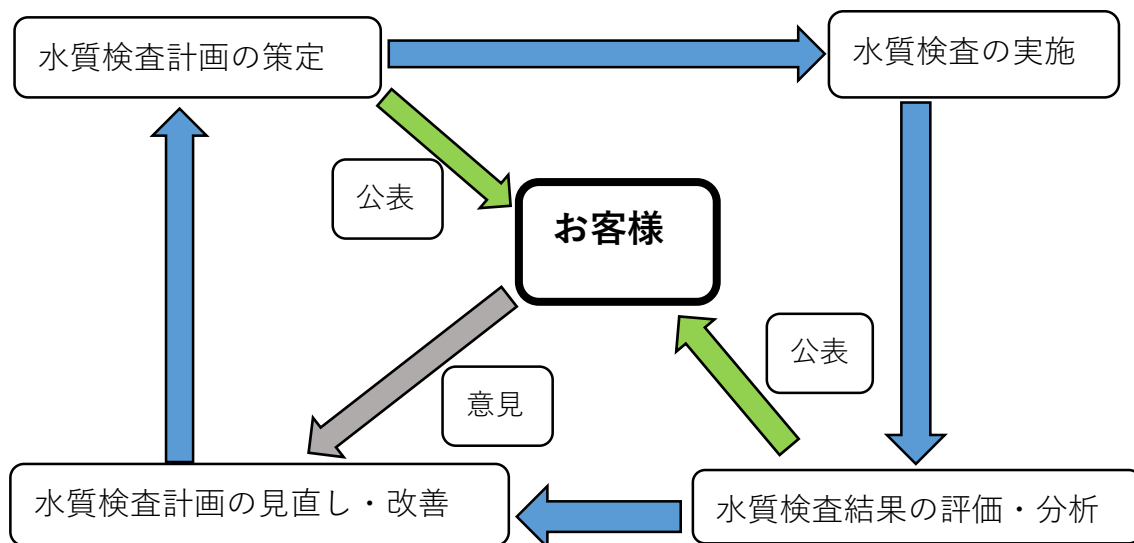 水質検査計画の策定
水質検査の実施
公表
お客様
公表
意見
水質検査計画の見直し・改善
水質検査結果の評価・分析